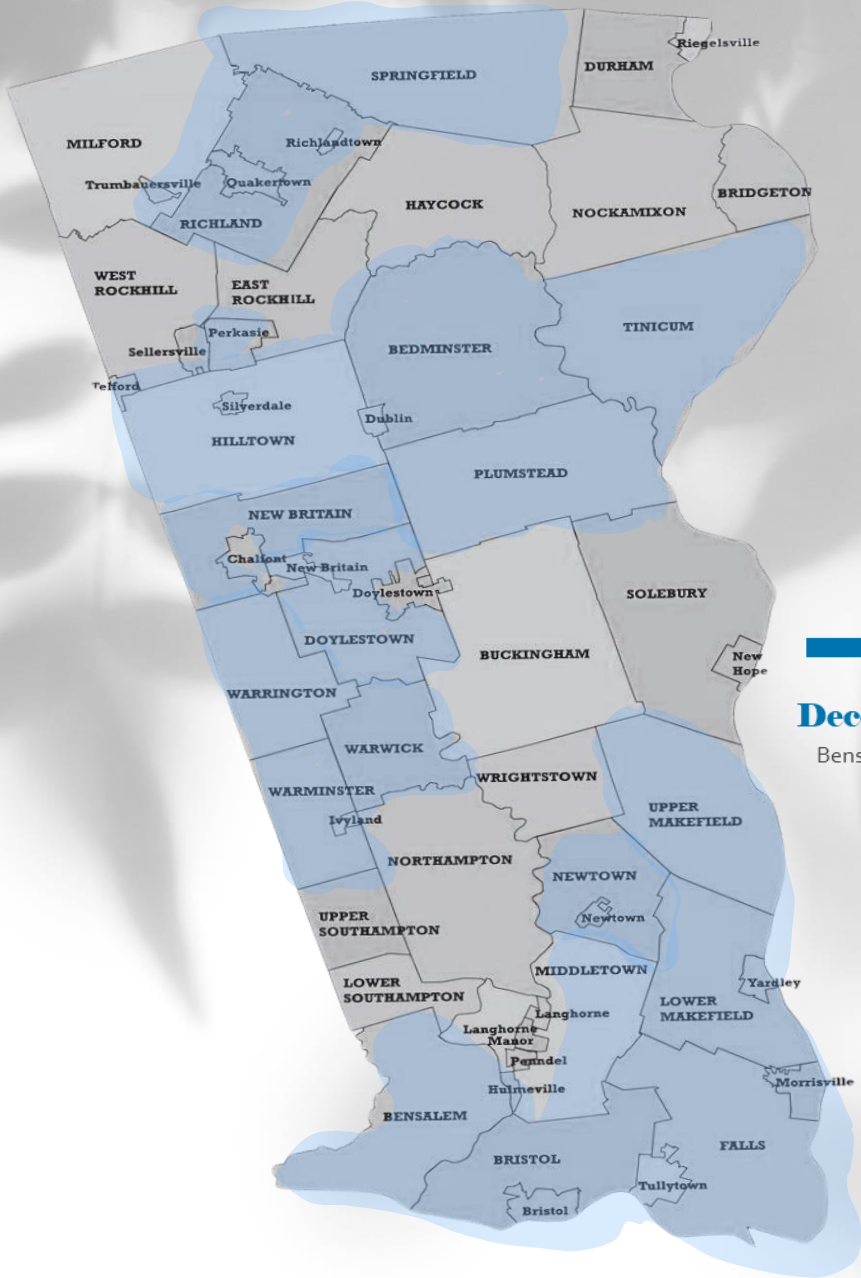 Riegelsville
DURHAM
SPRINGFIELD
MILFORD
Richlandtown
Trumbauersville
Quakertown
BRIDGETON
HAYCOCK
NOCKAMIXON
RICHLAND
WEST
ROCKHILL
EAST
ROCKHILL
TINICUM
Perkasie
Sellersville
BEDMINSTER
Telford
Silverdale
Dublin
HILLTOWN
PLUMSTEAD
NEW BRITAIN
Chalfont
New Britain
Doylestown
SOLEBURY
DOYLESTOWN
BUCKINGHAM
New
Hope
WARRINGTON
Dec
Bens
WARWICK
WRIGHTSTOWN
WARMINSTER
UPPER
MAKEFIELD
Ivyland
NORTHAMPTON
NEWTOWN
Newtown
UPPER
SOUTHAMPTON
MIDDLETOWN
Yardley
LOWER
SOUTHAMPTON
LOWER
MAKEFIELD
Langhorne
Langhorne
Manor
Penndel
Morrisville
Hulmeville
BENSALEM
FALLS
BRISTOL
Tullytown
Bristol